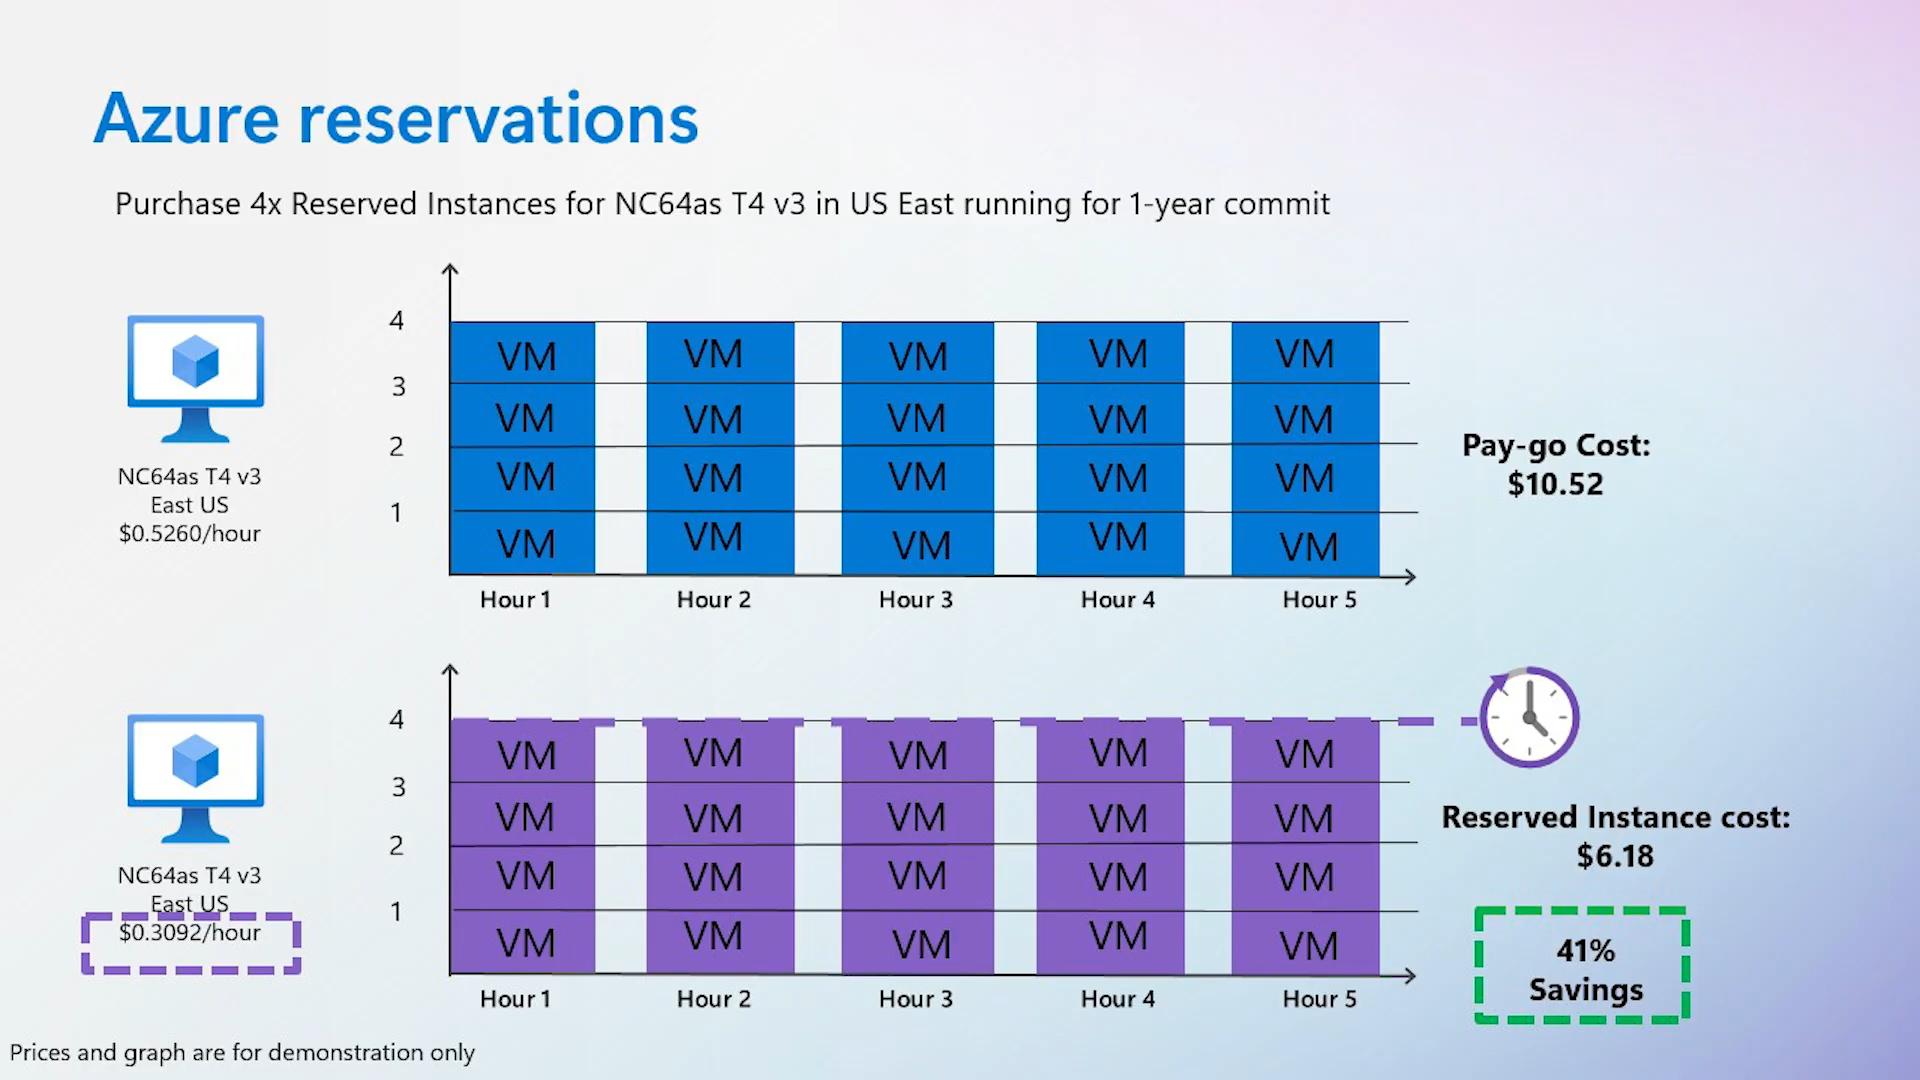 Azure reservations
Purchase 4x Reserved Instances for NC64as T4 v3 in US East running for 1-year commit
NC64as T4 v3
East US
$0.5260/hour
4
3
2
1
VM VM VM VM VM
VM VM VM VM VM
VM VM VM VM VM
VM VM VM VM VM
Hour 1 Hour 2 Hour 3 Hour 4 Hour 5
Pay-go Cost:
$10.52
NC64as T4 v3
East US
$0.3092/hour
4
3
2
1
VM VM VM VM VM
VM VM VM VM VM
VM VM VM VM VM
VM VM VM VM VM
Hour 1 Hour 2 Hour 3 Hour 4 Hour 5
Reserved Instance cost:
$6.18
41%
Savings
Prices and graph are for demonstration only